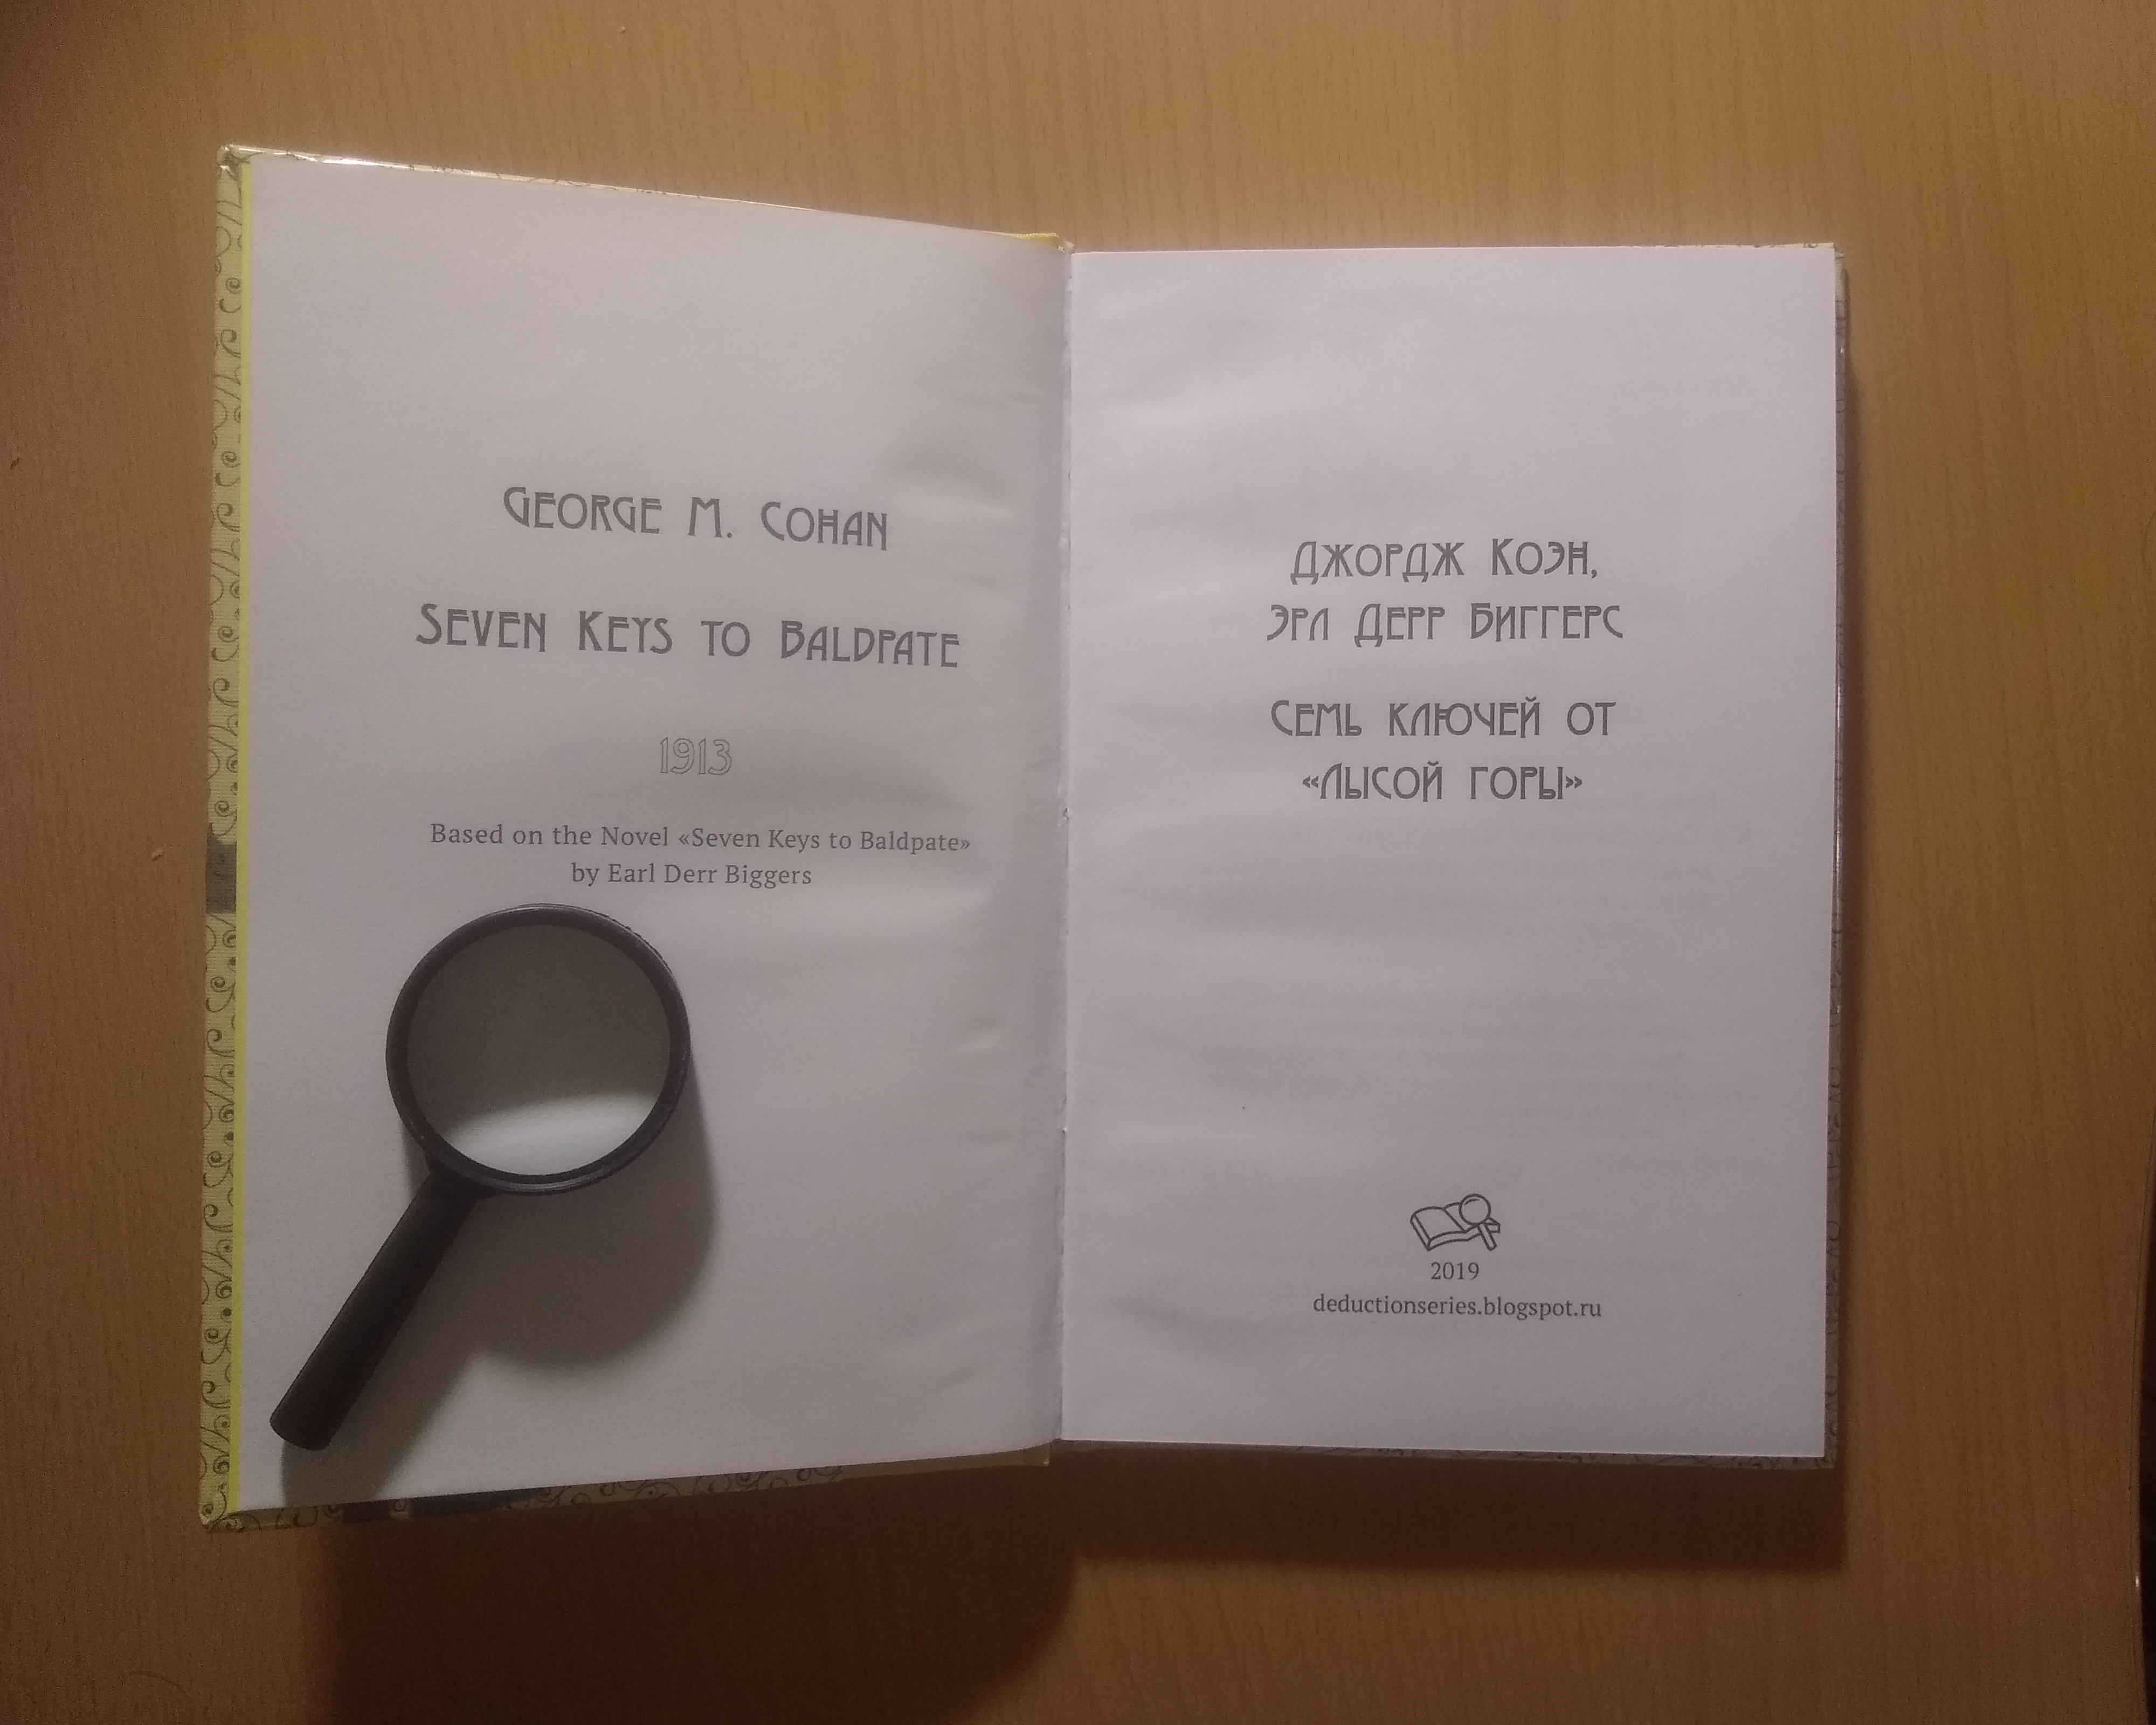 George M. Cohan
Seven Keys to Baldpate
1913
Based on the Novel «Seven Keys to Baldpate»
by Earl Derr Biggers
Джордж Коэн,
Эрл Дерр Биггерс
Семь ключей от
«Лысой горы»
2019
deductionseries.blogspot.ru